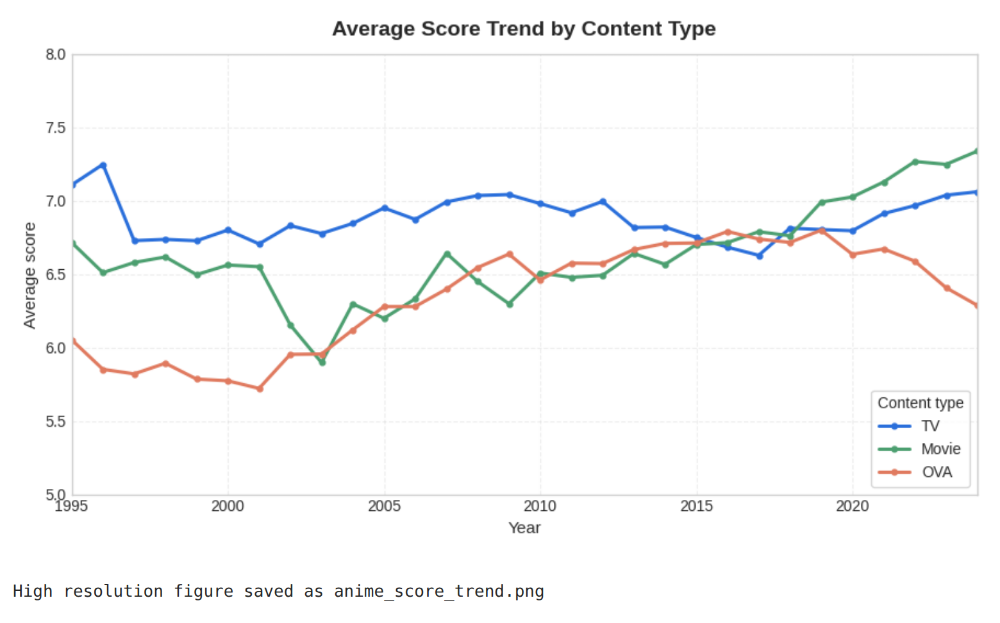 Average Score Trend by Content Type
8.0
7.5
7.0
6.5
6.0
5.5
5.0
Average score
1995 2000 2005 2010 2015 2020
Year
Content type
TV
Movie
OVA
High resolution figure saved as anime_score_trend.png